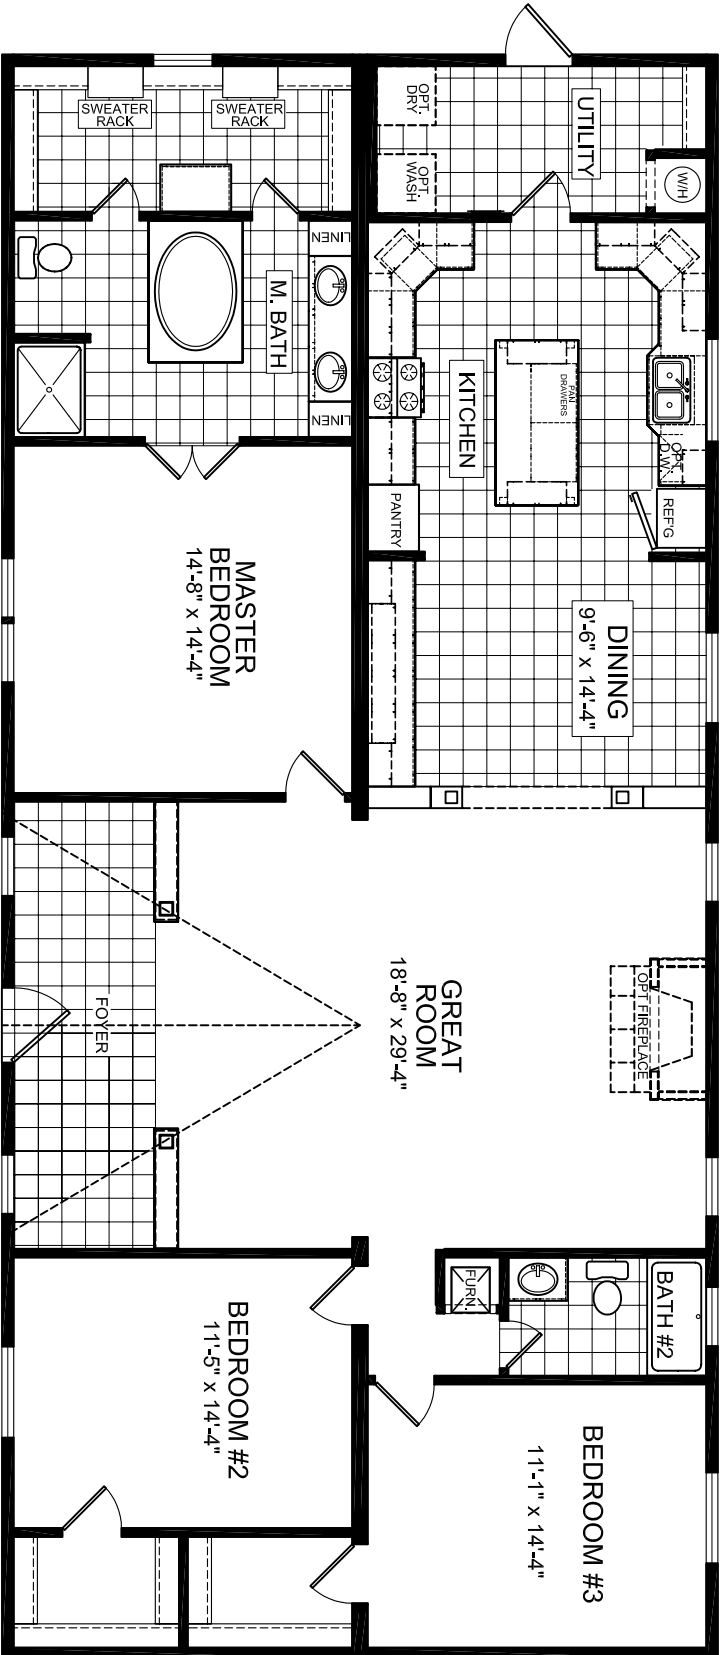 SWEATER
RACK
SWEATER
RACK
OPT.
DRY
OPT.
WASH
UTILITY
W/H
LINEN
M. BATH
LINEN
KITCHEN
PAN
DRAWERS
OPT.
D.W.
REF'G
PANTRY
MASTER
BEDROOM
14'-8" x 14'-4"
DINING
9'-6" x 14'-4"
GREAT
ROOM
18'-8" x 29'-4"
OPT FIREPLACE
FOYER
FURN.
BATH #2
BEDROOM #2
11'-5" x 14'-4"
BEDROOM #3
11'-1" x 14'-4"